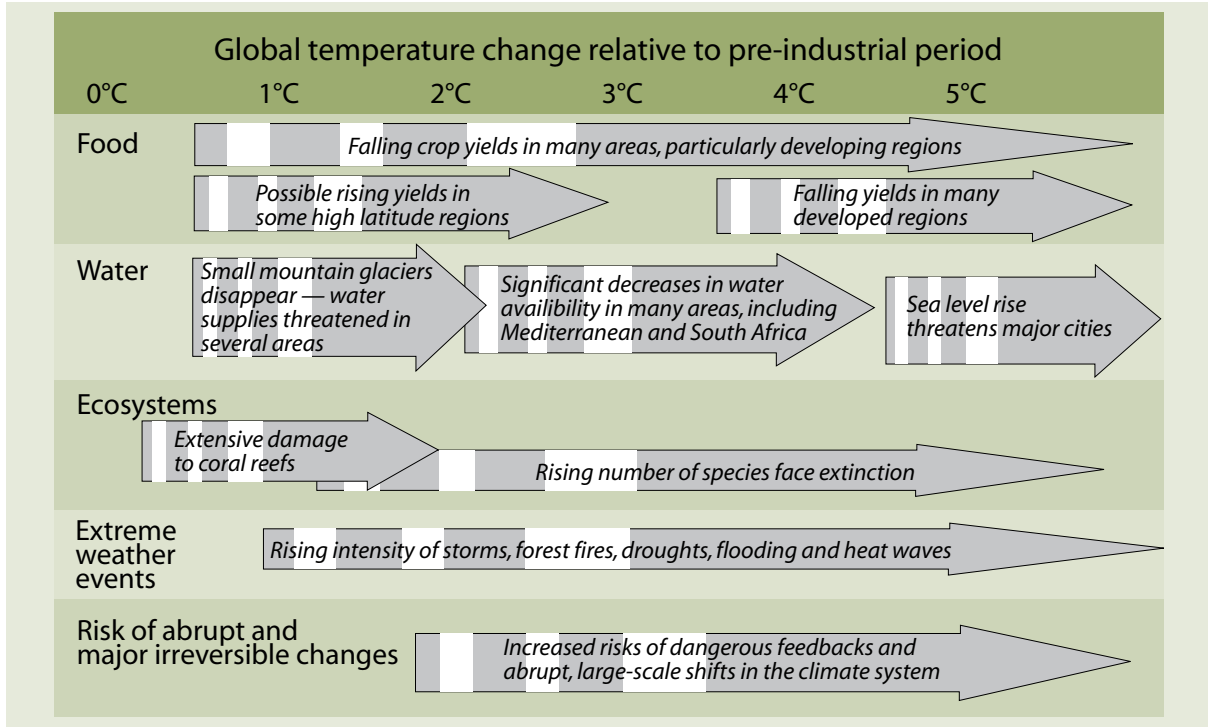 Global temperature change relative to pre-industrial period
0°C 1°C 2°C 3°C 4°C 5°C
Food
Falling crop yields in many areas, particularly developing regions
Possible rising yields in
some high latitude regions
Falling yields in many
developed regions
Water
Small mountain glaciers
disappear — water
supplies threatened in
several areas
Significant decreases in water
availibility in many areas, including
Mediterranean and South Africa
Sea level rise
threatens major cities
Ecosystems
Extensive damage
to coral reefs
Rising number of species face extinction
Extreme
weather
events
Rising intensity of storms, forest fires, droughts, flooding and heat waves
Risk of abrupt and
major irreversible changes
Increased risks of dangerous feedbacks and
abrupt, large-scale shifts in the climate system